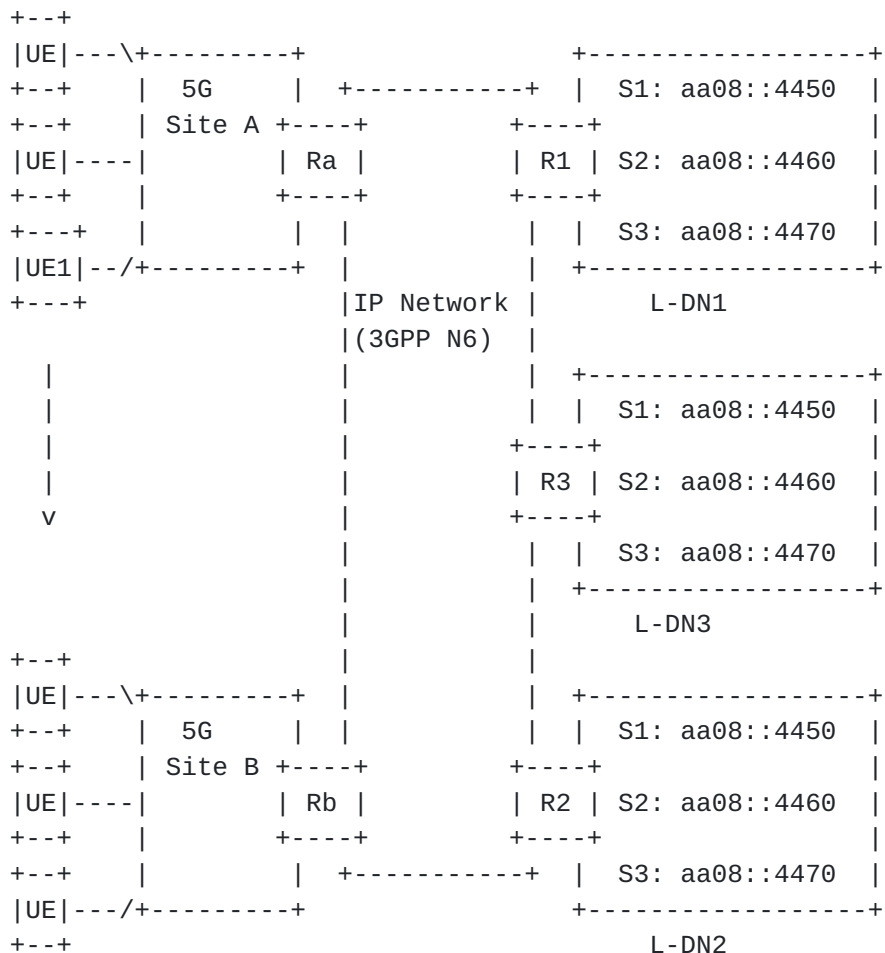 UE
5G S1: aa08::4450
Site A
UE Ra R1 S2: aa08::4460
S3: aa08::4470
UE1
IP Network L-DN1
(3GPP N6)
S1: aa08::4450
R3 S2: aa08::4460
v
S3: aa08::4470
L-DN3
UE
5G S1: aa08::4450
Site B
UE Rb R2 S2: aa08::4460
S3: aa08::4470
UE
L-DN2